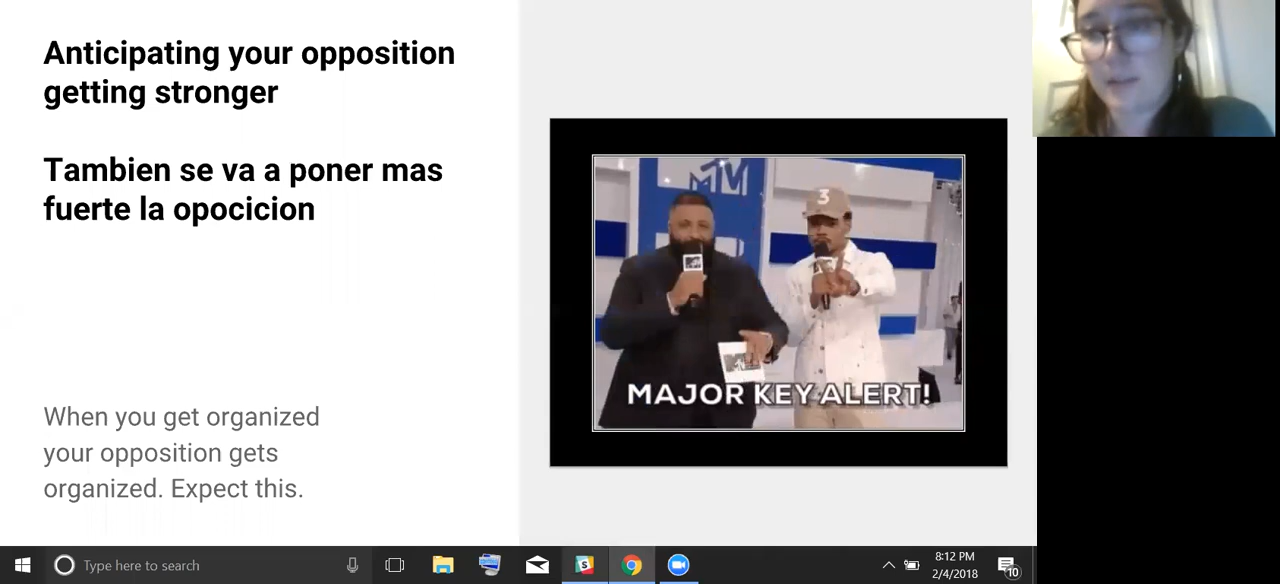 Anticipating your opposition
getting stronger
Tambien se va a poner mas
fuerte la opocicion
When you get organized
your opposition gets
organized. Expect this.
MTV
3
MAJOR KEY ALERT!
Type here to search
8:12 PM
2/4/2018
10